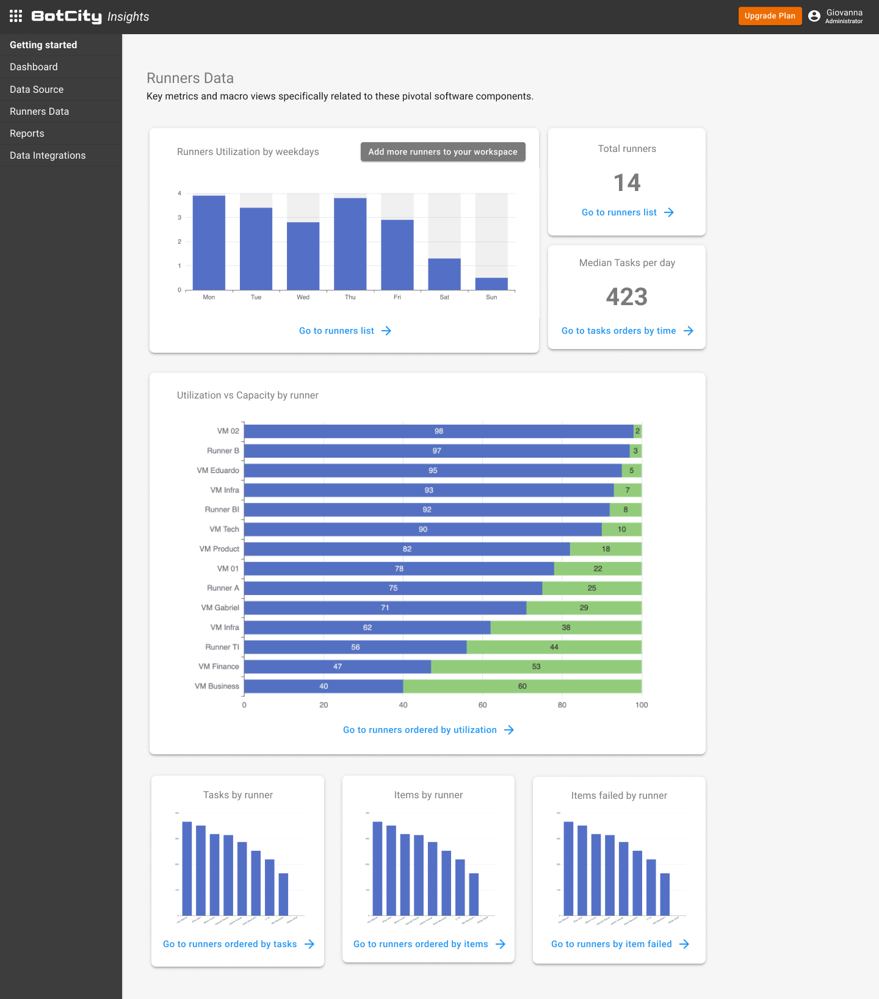 BotCity Insights
Upgrade Plan
Giovanna
Administrator
Getting started
Dashboard
Data Source
Runners Data
Reports
Data Integrations
Runners Data
Key metrics and macro views specifically related to these pivotal software components.
Runners Utilization by weekdays
Add more runners to your workspace
4
3
2
1
0
Mon Tue Wed Thu Fri Sat Sun
Go to runners list
Total runners
14
Go to runners list
Median Tasks per day
423
Go to tasks orders by time
Utilization vs Capacity by runner
VM 02 98 2
Runner B 97 3
VM Eduardo 95 5
VM Infra 93 7
Runner BI 92 8
VM Tech 90 10
VM Product 82 18
VM 01 78 22
Runner A 75 25
VM Gabriel 71 29
VM Infra 62 38
Runner TI 56 44
VM Finance 47 53
VM Business 40 60
0 20 40 60 80 100
Go to runners ordered by utilization
Tasks by runner
Go to runners ordered by tasks
Items by runner
Go to runners ordered by items
Items failed by runner
Go to runners by item failed